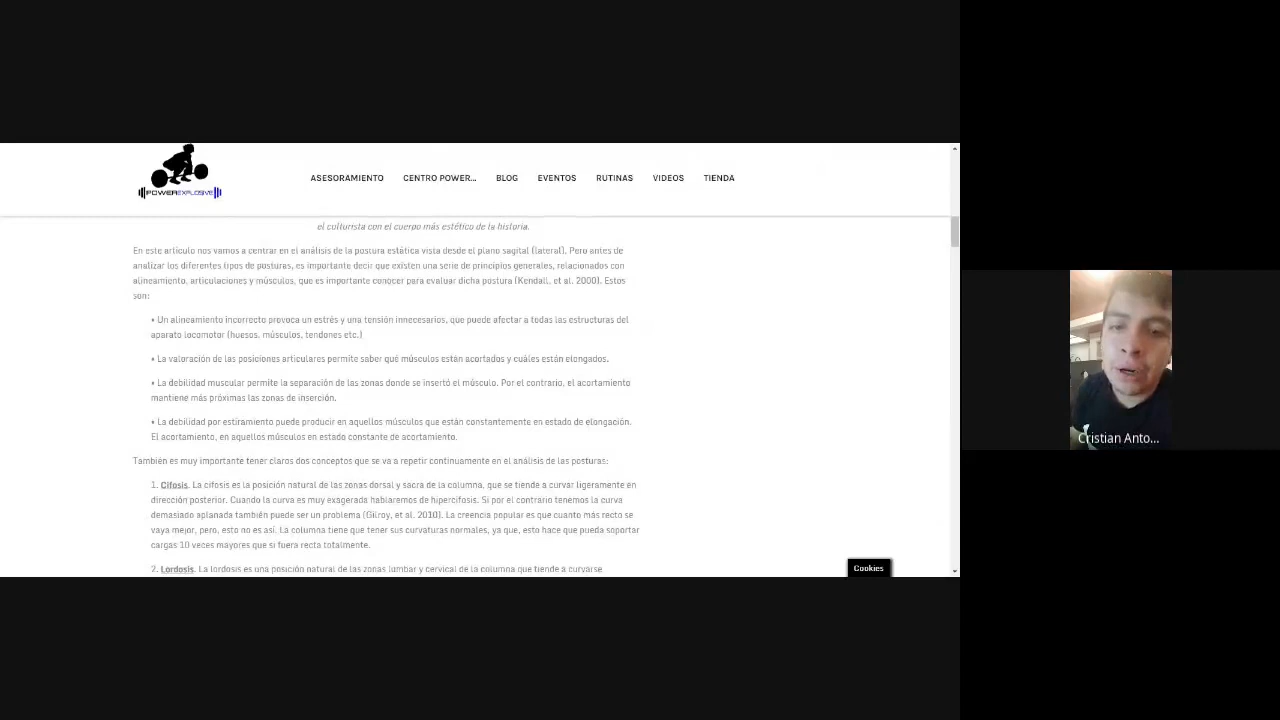 POWEREXPLOSIVE
ASESORAMIENTO CENTRO POWER... BLOG EVENTOS RUTINAS VIDEOS TIENDA
el culturista con el cuerpo más estético de la historia.
En este artículo nos vamos a centrar en el análisis de la postura estática vista desde el plano sagital (lateral). Pero antes de
analizar los diferentes tipos de posturas, es importante decir que existen una serie de principios generales, relacionados con
alineamiento, articulaciones y músculos, que es importante conocer para evaluar dicha postura (Kendall, et al. 2000). Estos
son:
• Un alineamiento incorrecto provoca un estrés y una tensión innecesarios, que puede afectar a todas las estructuras del
aparato locomotor (huesos, músculos, tendones etc.)
• La valoración de las posiciones articulares permite saber qué músculos están acortados y cuáles están elongados.
• La debilidad muscular permite la separación de las zonas donde se insertó el músculo. Por el contrario, el acortamiento
mantiene más próximas las zonas de inserción.
• La debilidad por estiramiento puede producir en aquellos músculos que están constantemente en estado de elongación.
El acortamiento, en aquellos músculos en estado constante de acortamiento.
También es muy importante tener claros dos conceptos que se va a repetir continuamente en el análisis de las posturas:
1. Cifosis. La cifosis es la posición natural de las zonas dorsal y sacra de la columna, que se tiende a curvar ligeramente en
dirección posterior. Cuando la curva es muy exagerada hablaremos de hipercifosis. Si por el contrario tenemos la curva
demasiado aplanada también puede ser un problema (Gilroy, et al. 2010). La creencia popular es que cuanto más recto se
vaya mejor, pero, esto no es así. La columna tiene que tener sus curvaturas normales, ya que, esto hace que pueda soportar
cargas 10 veces mayores que si fuera recta totalmente.
2. Lordosis. La lordosis es una posición natural de las zonas lumbar y cervical de la columna que tiende a curvarse
Cookies
Cristian Anto...